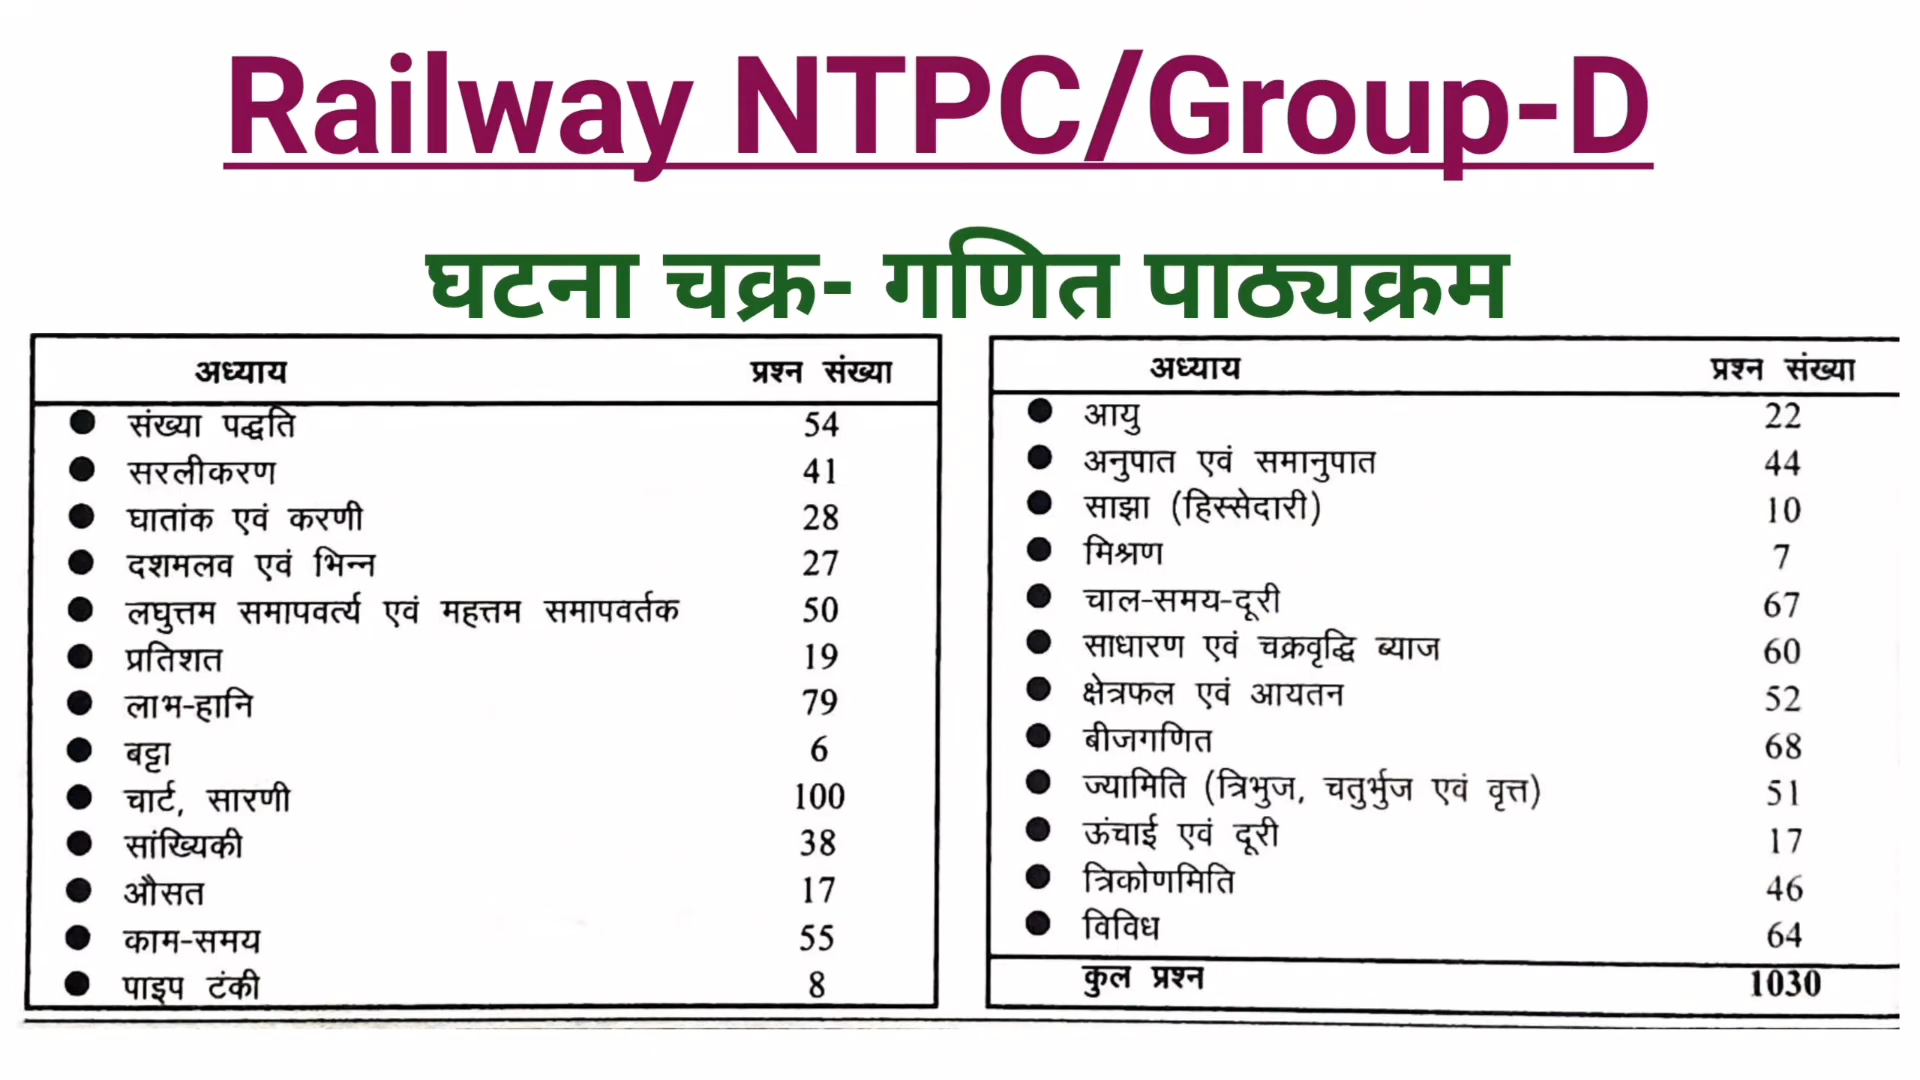 Railway NTPC/Group-D
घटना चक्र- गणित पाठ्यक्रम
अध्याय प्रश्न संख्या
संख्या पद्धति 54
सरलीकरण 41
घातांक एवं करणी 28
दशमलव एवं भिन्न 27
लघुत्तम समापवर्त्य एवं महत्तम समापवर्तक 50
प्रतिशत 19
लाभ-हानि 79
बट्टा 6
चार्ट, सारणी 100
सांख्यिकी 38
औसत 17
काम-समय 55
पाइप टंकी 8
अध्याय प्रश्न संख्या
आयु 22
अनुपात एवं समानुपात 44
साझा (हिस्सेदारी) 10
मिश्रण 7
चाल-समय-दूरी 67
साधारण एवं चक्रवृद्धि ब्याज 60
क्षेत्रफल एवं आयतन 52
बीजगणित 68
ज्यामिति (त्रिभुज, चतुर्भुज एवं वृत्त) 51
ऊंचाई एवं दूरी 17
त्रिकोणमिति 46
विविध 64
कुल प्रश्न 1030